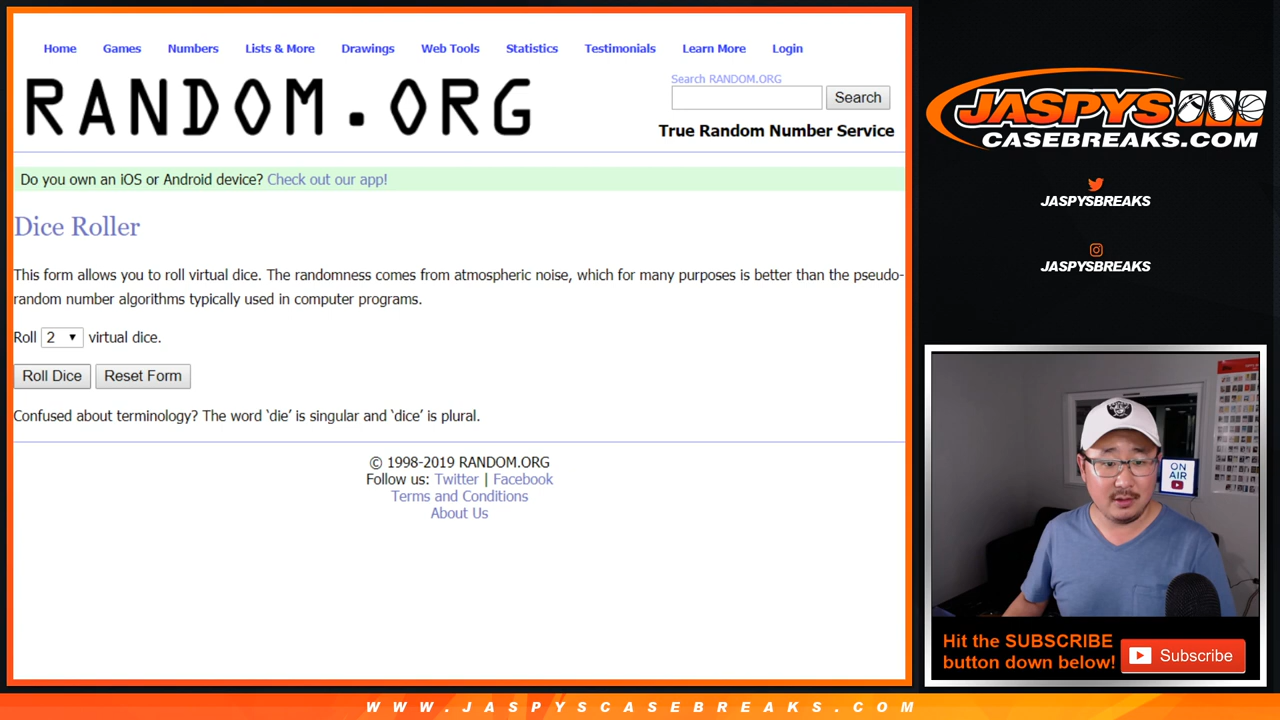 Home Games Numbers Lists & More Drawings Web Tools Statistics Testimonials Learn More Login
RANDOM.ORG
Search RANDOM.ORG
Search
True Random Number Service
Do you own an iOS or Android device? Check out our app!
Dice Roller
This form allows you to roll virtual dice. The randomness comes from atmospheric noise, which for many purposes is better than the pseudo-
random number algorithms typically used in computer programs.
Roll 2 virtual dice.
Roll Dice Reset Form
Confused about terminology? The word ‘die’ is singular and ‘dice’ is plural.
© 1998-2019 RANDOM.ORG
Follow us: Twitter | Facebook
Terms and Conditions
About Us
JASPYS
CASEBREAKS.COM
JASPYSBREAKS
JASPYSBREAKS
ON
AIR
Hit the SUBSCRIBE
button down below!
Subscribe
WWW.JASPYSCASEBREAKS.COM